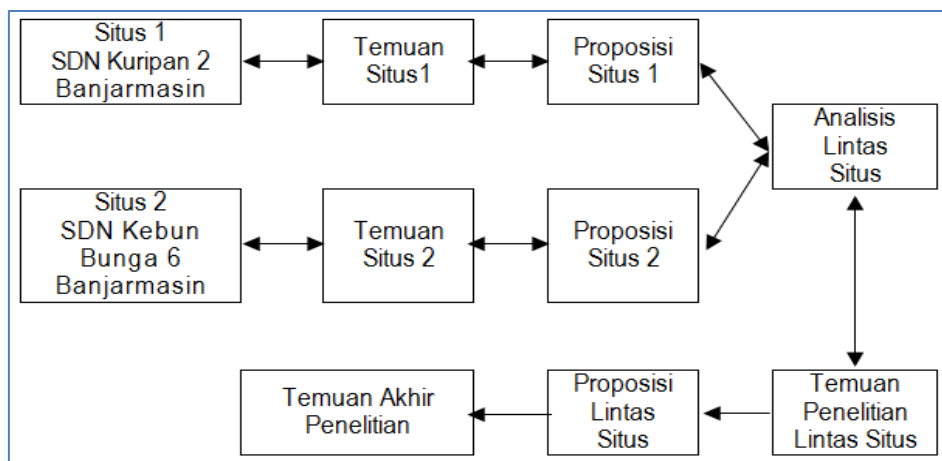 Situs 1
SDN Kuripan 2
Banjarmasin
Temuan
Situs1
Proposisi
Situs 1
Analisis
Lintas
Situs
Situs 2
SDN Kebun
Bunga 6
Banjarmasin
Temuan
Situs 2
Proposisi
Situs 2
Temuan Akhir
Penelitian
Proposisi
Lintas
Situs
Temuan
Penelitian
Lintas Situs